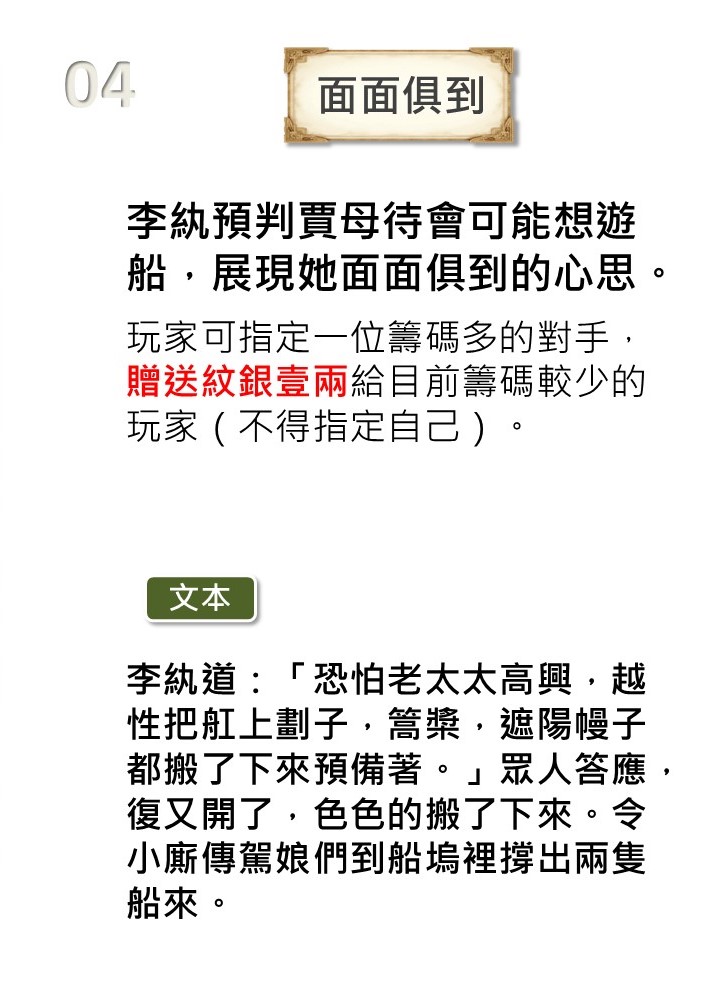 04
面面俱到
李紈預判賈母待會可能想遊
船，展現她面面俱到的心思。
玩家可指定一位籌碼多的對手，
贈送紋銀壹兩給目前籌碼較少的
玩家（不得指定自己）。
文本
李紈道：「恐怕老太太高興，越
性把舡上劃子，篙槳，遮陽幔子
都搬了下來預備著。」眾人答應，
復又開了，色色的搬了下來。令
小廝傳駕娘們到船塢裡撐出兩隻
船來。